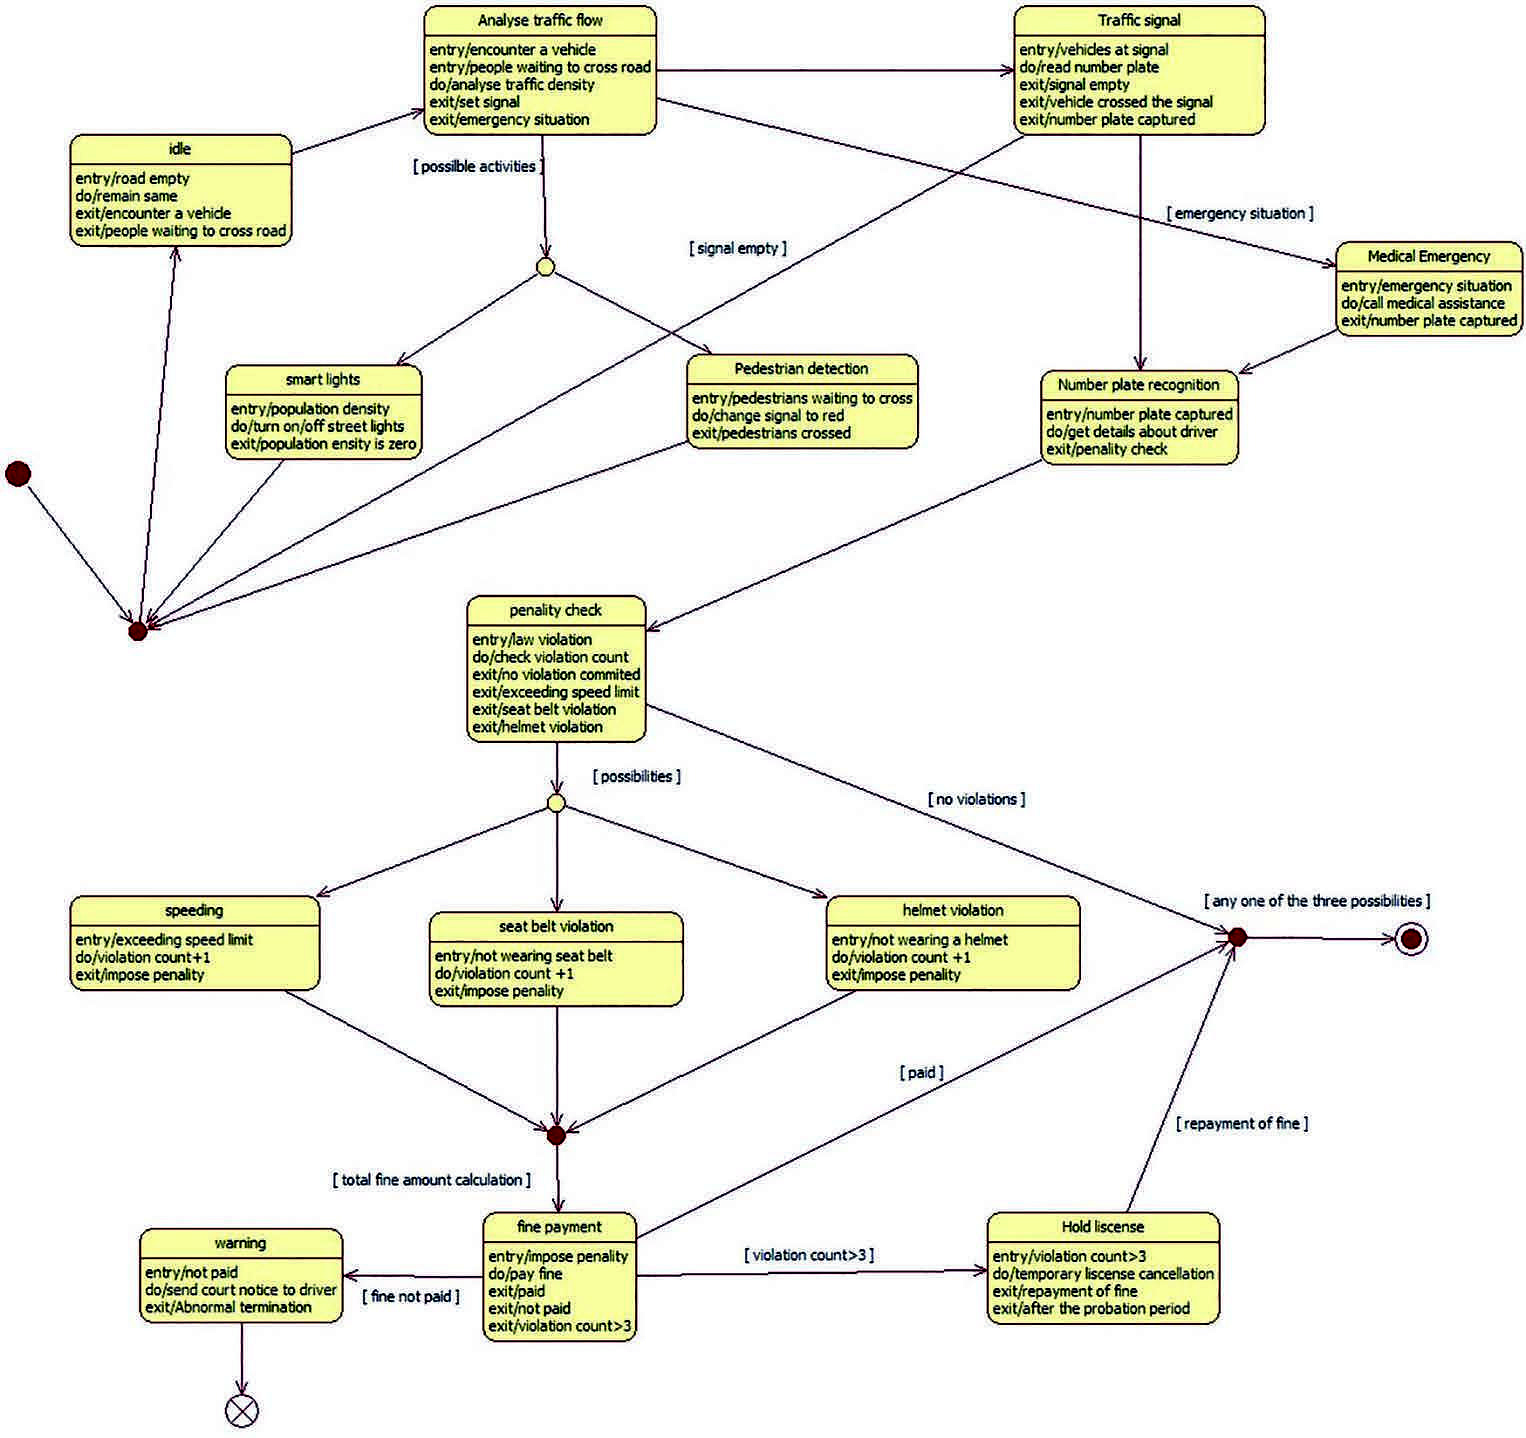 Analyse traffic flow
entry/encounter a vehicle
entry/people waiting to cross road
do/analyse traffic density
exit/set signal
exit/emergency situation
Traffic signal
entry/vehicles at signal
do/read number plate
exit/signal empty
exit/vehicle crossed the signal
exit/number plate captured
idle
entry/road empty
do/remain same
exit/encounter a vehicle
exit/people waiting to cross road
[ possilble activities ]
[ emergency situation ]
[ signal empty ]
Medical Emergency
entry/emergency situation
do/call medical assistance
exit/number plate captured
smart lights
entry/population density
do/turn on/off street lights
exit/population ensity is zero
Pedestrian detection
entry/pedestrians waiting to cross
do/change signal to red
exit/pedestrians crossed
Number plate recognition
entry/number plate captured
do/get details about driver
exit/penality check
penality check
entry/law violation
do/check violation count
exit/no violation commited
exit/exceeding speed limit
exit/seat belt violation
exit/helmet violation
[ possibilities ]
[ no violations ]
[ any one of the three possibilities ]
speeding
entry/exceeding speed limit
do/violation count+1
exit/impose penality
seat belt violation
entry/not wearing seat belt
do/violation count +1
exit/impose penality
helmet violation
entry/not wearing a helmet
do/violation count +1
exit/impose penality
[ paid ]
[ repayment of fine ]
[ total fine amount calculation ]
warning
entry/not paid
do/send court notice to driver
exit/Abnormal termination
[ fine not paid ]
fine payment
entry/impose penality
do/pay fine
exit/paid
exit/not paid
exit/violation count>3
[ violation count>3 ]
Hold liscense
entry/violation count>3
do/temporary liscense cancellation
exit/repayment of fine
exit/after the probation period